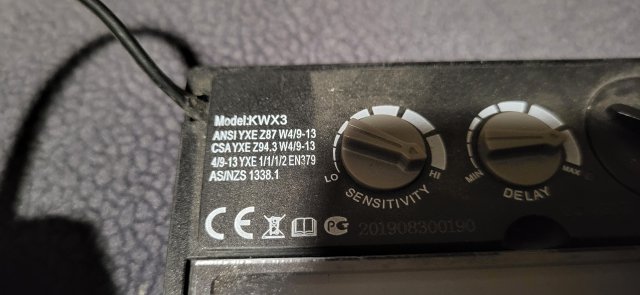 Model:KWX3
ANSI YXE Z87 W4/9-13
CSA YXE Z94.3 W4/9-13
4/9-13 YXE 1/1/1/2 EN379
AS/NZS 1338.1
CE
LO
HI
SENSITIVITY
MIN
MAX
DELAY
201908300190